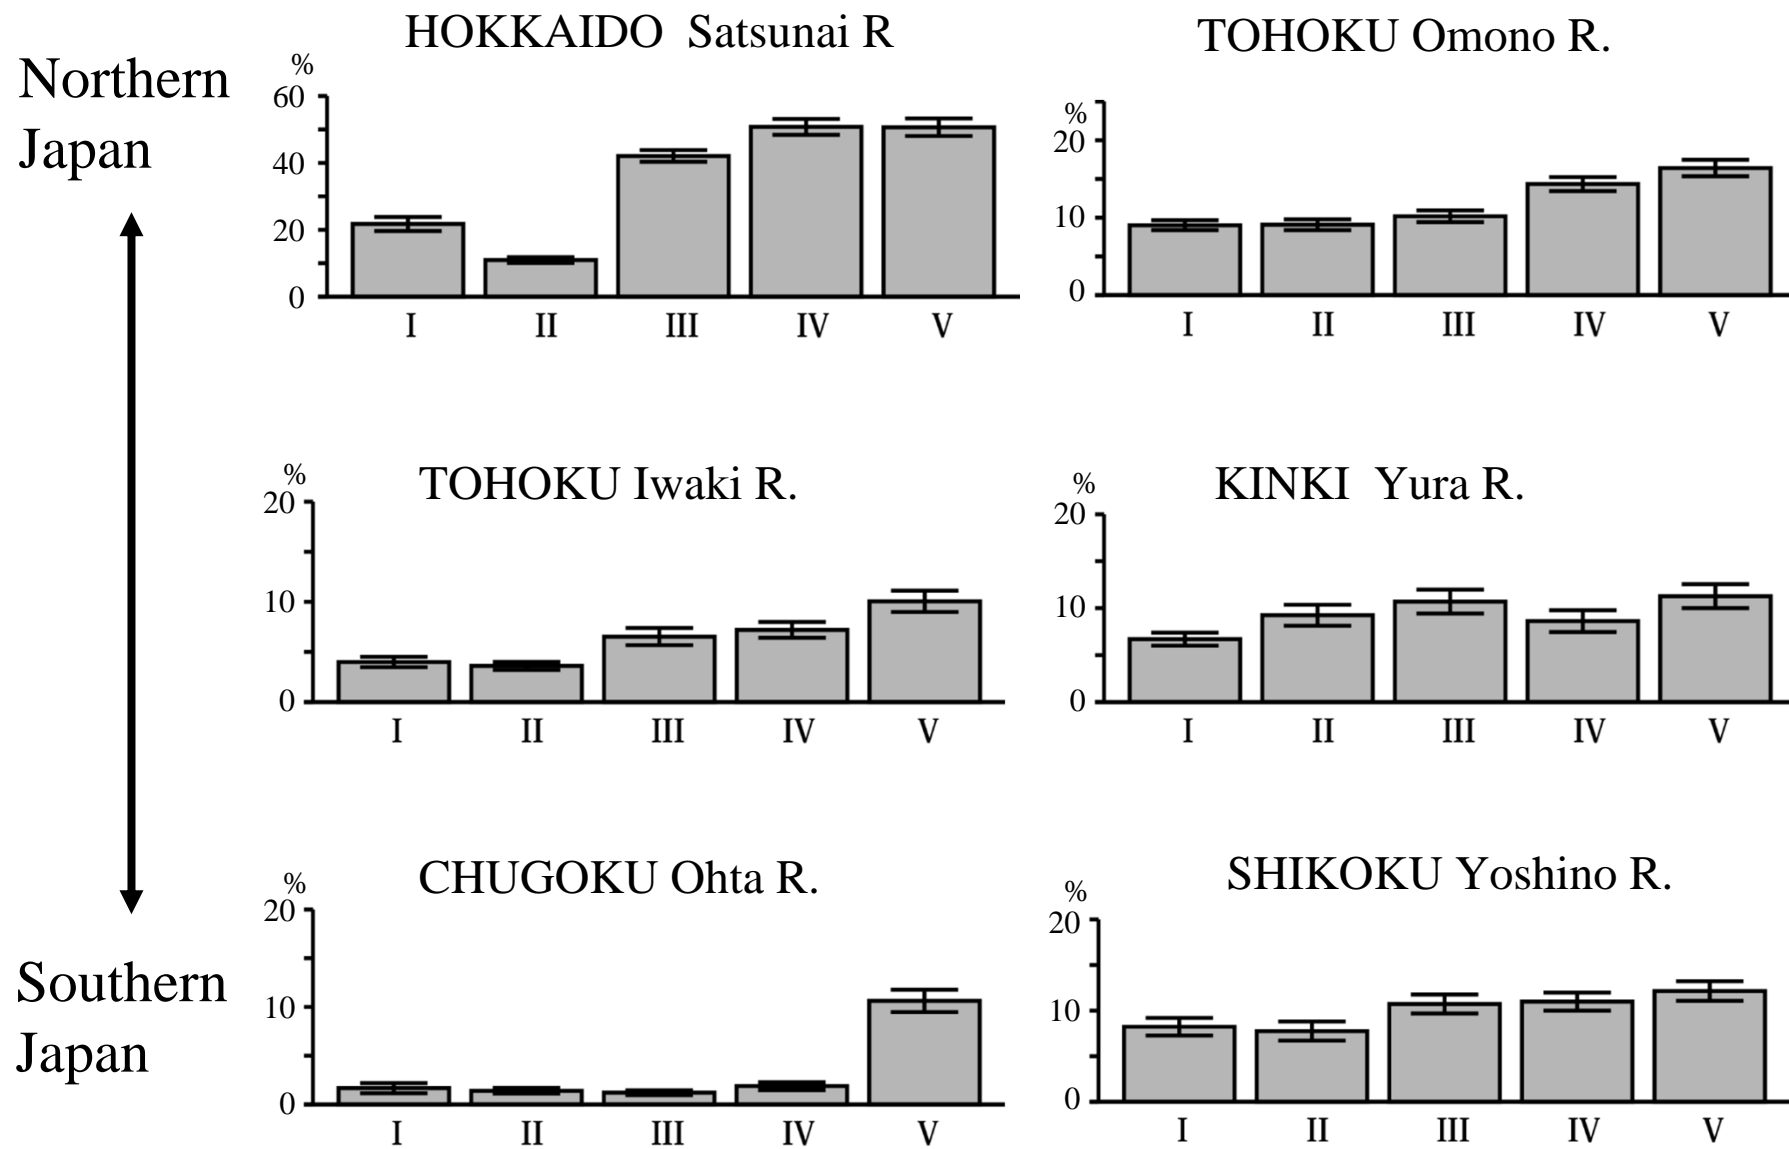 Northern
Japan
Southern
Japan
HOKKAIDO Satsunai R
%
60
40
20
0
I II III IV V
TOHOKU Omono R.
%
20
10
0
I II III IV V
TOHOKU Iwaki R.
%
20
10
0
I II III IV V
KINKI Yura R.
%
20
10
0
I II III IV V
CHUGOKU Ohta R.
%
20
10
0
I II III IV V
SHIKOKU Yoshino R.
%
20
10
0
I II III IV V